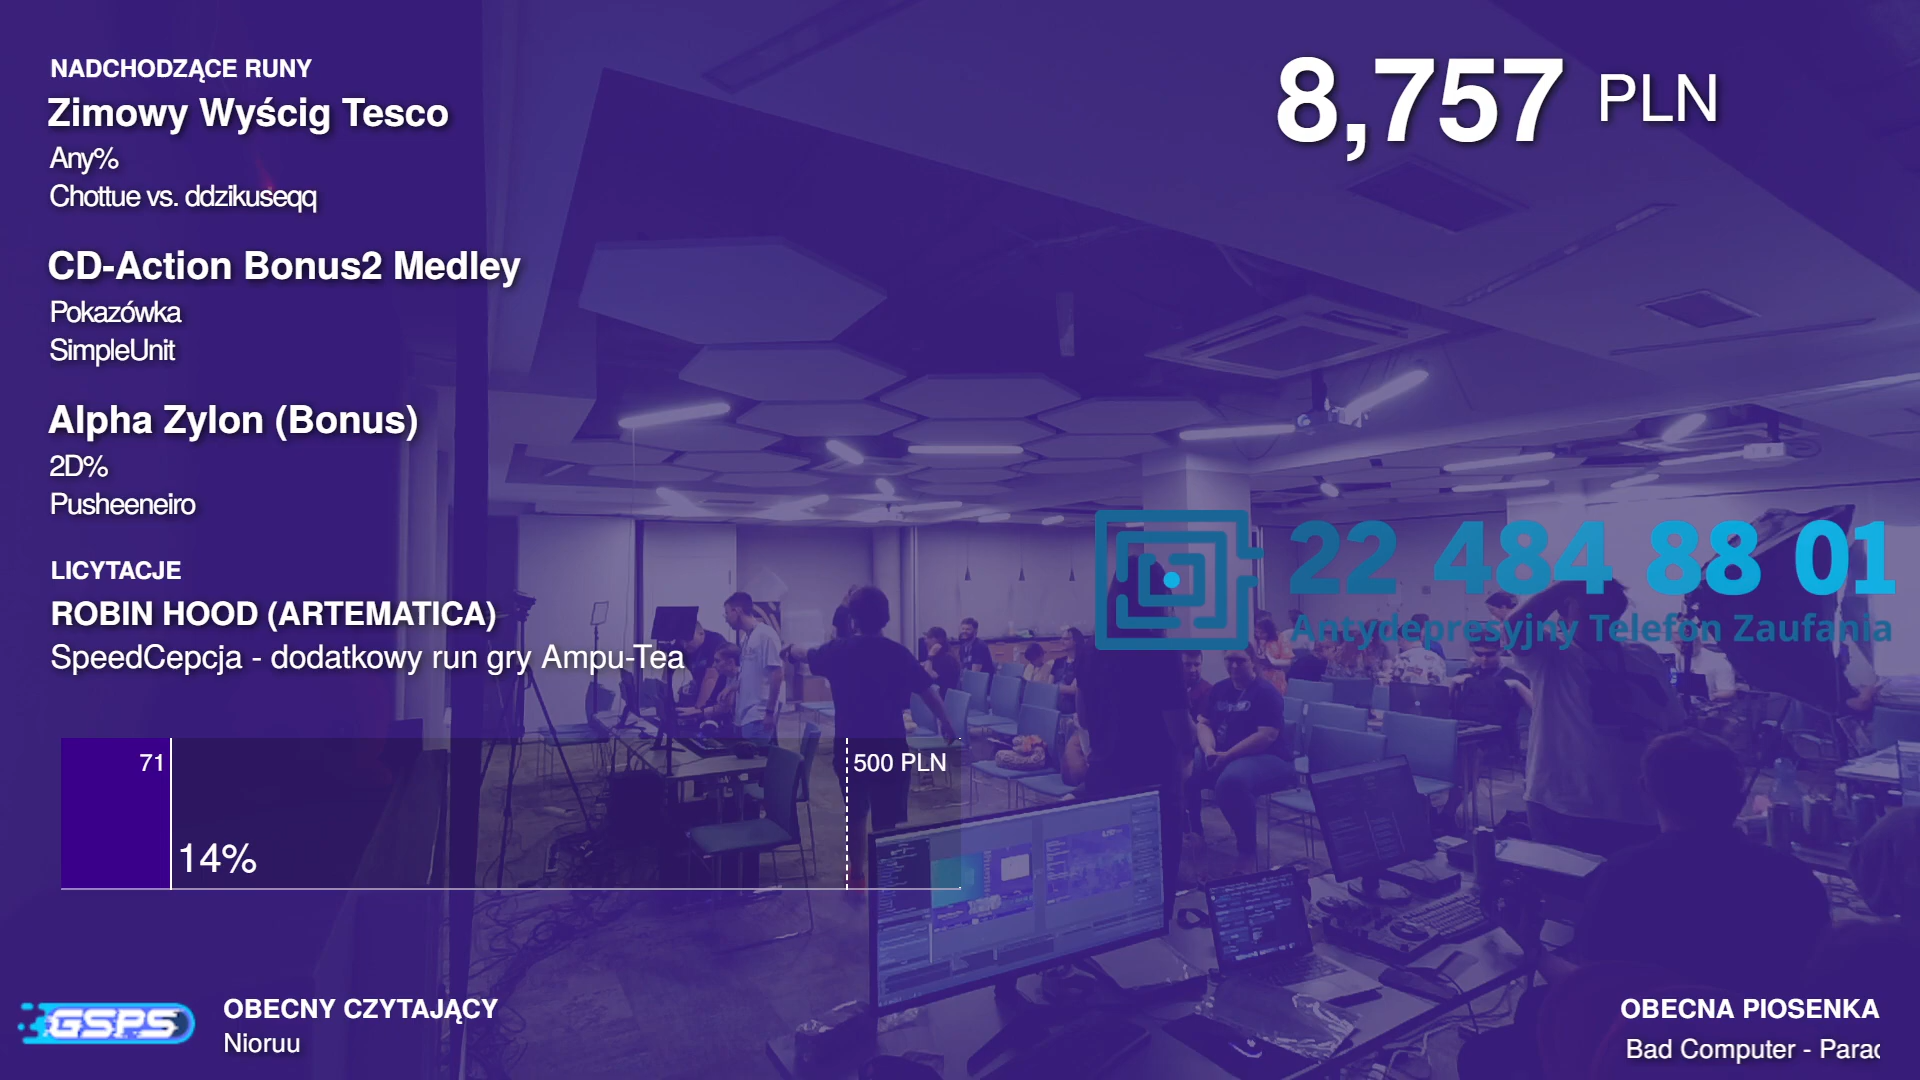 NADCHODZĄCE RUNY
Zimowy Wyścig Tesco
Any%
Chottue vs. ddzikuseqq
CD-Action Bonus2 Medley
Pokazówka
SimpleUnit
Alpha Zylon (Bonus)
2D%
Pusheeneiro
LICYTACJE
ROBIN HOOD (ARTEMATICA)
SpeedCepcja - dodatkowy run gry Ampu-Tea
71
500 PLN
14%
8,757 PLN
22 484 88 01
Antydepresyjny Telefon Zaufania
GSPS
OBECNY CZYTAJĄCY
Nioruu
OBECNA PIOSENKA
Bad Computer - Parad